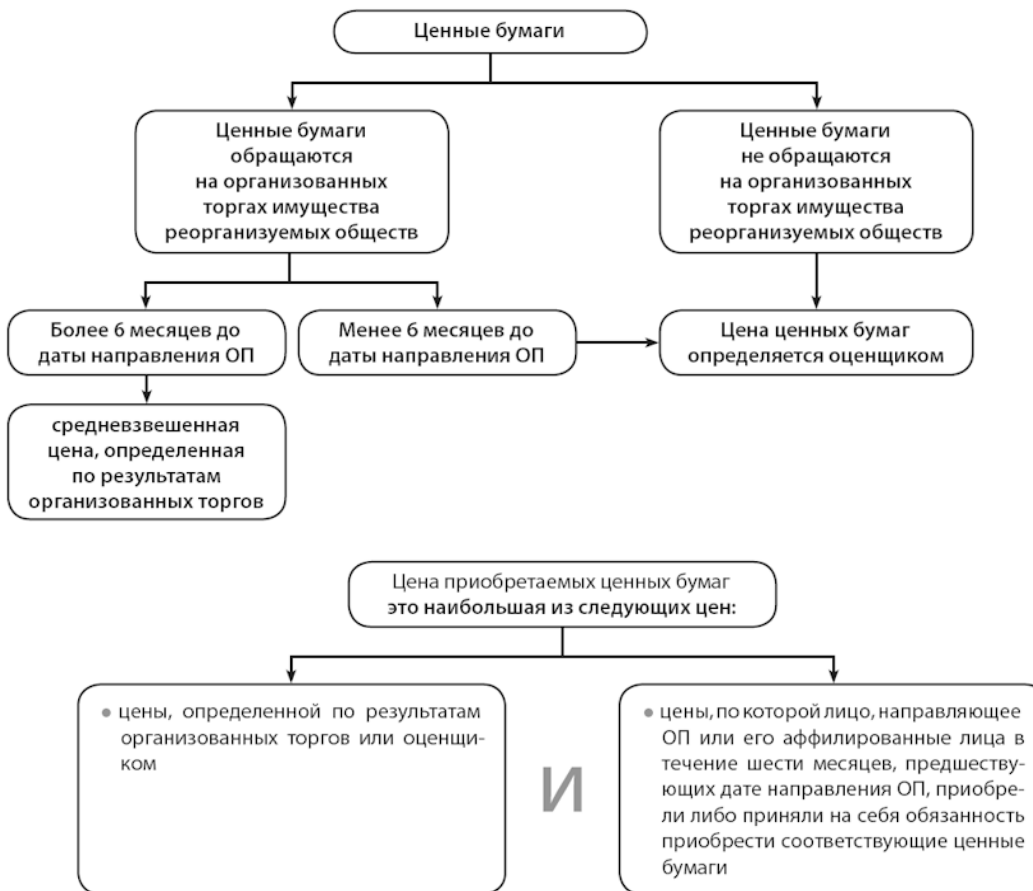 Ценные бумаги
Ценные бумаги
обращаются
на организованных
торгах имущества
реорганизуемых обществ
Ценные бумаги
не обращаются
на организованных
торгах имущества
реорганизуемых обществ
Более 6 месяцев до
даты направления ОП
Менее 6 месяцев до
даты направления ОП
Цена ценных бумаг
определяется оценщиком
средневзвешенная
цена, определенная
по результатам
организованных торгов
Цена приобретаемых ценных бумаг
это наибольшая из следующих цен:
• цены, определенной по результатам
организованных торгов или оценщи-
ком
И
• цены, по которой лицо, направляющее
ОП или его аффилированные лица в
течение шести месяцев, предшеству-
ющих дате направления ОП, приобре-
ли либо приняли на себя обязанность
приобрести соответствующие ценные
бумаги